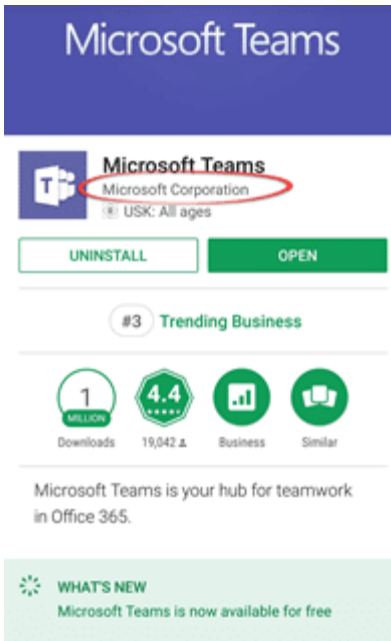 Microsoft Teams
Microsoft Teams
Microsoft Corporation
USK: All ages
UNINSTALL
OPEN
#3 Trending Business
1
MILLION
Downloads
4.4
19,042
Business
Similar
Microsoft Teams is your hub for teamwork
in Office 365.
WHAT'S NEW
Microsoft Teams is now available for free